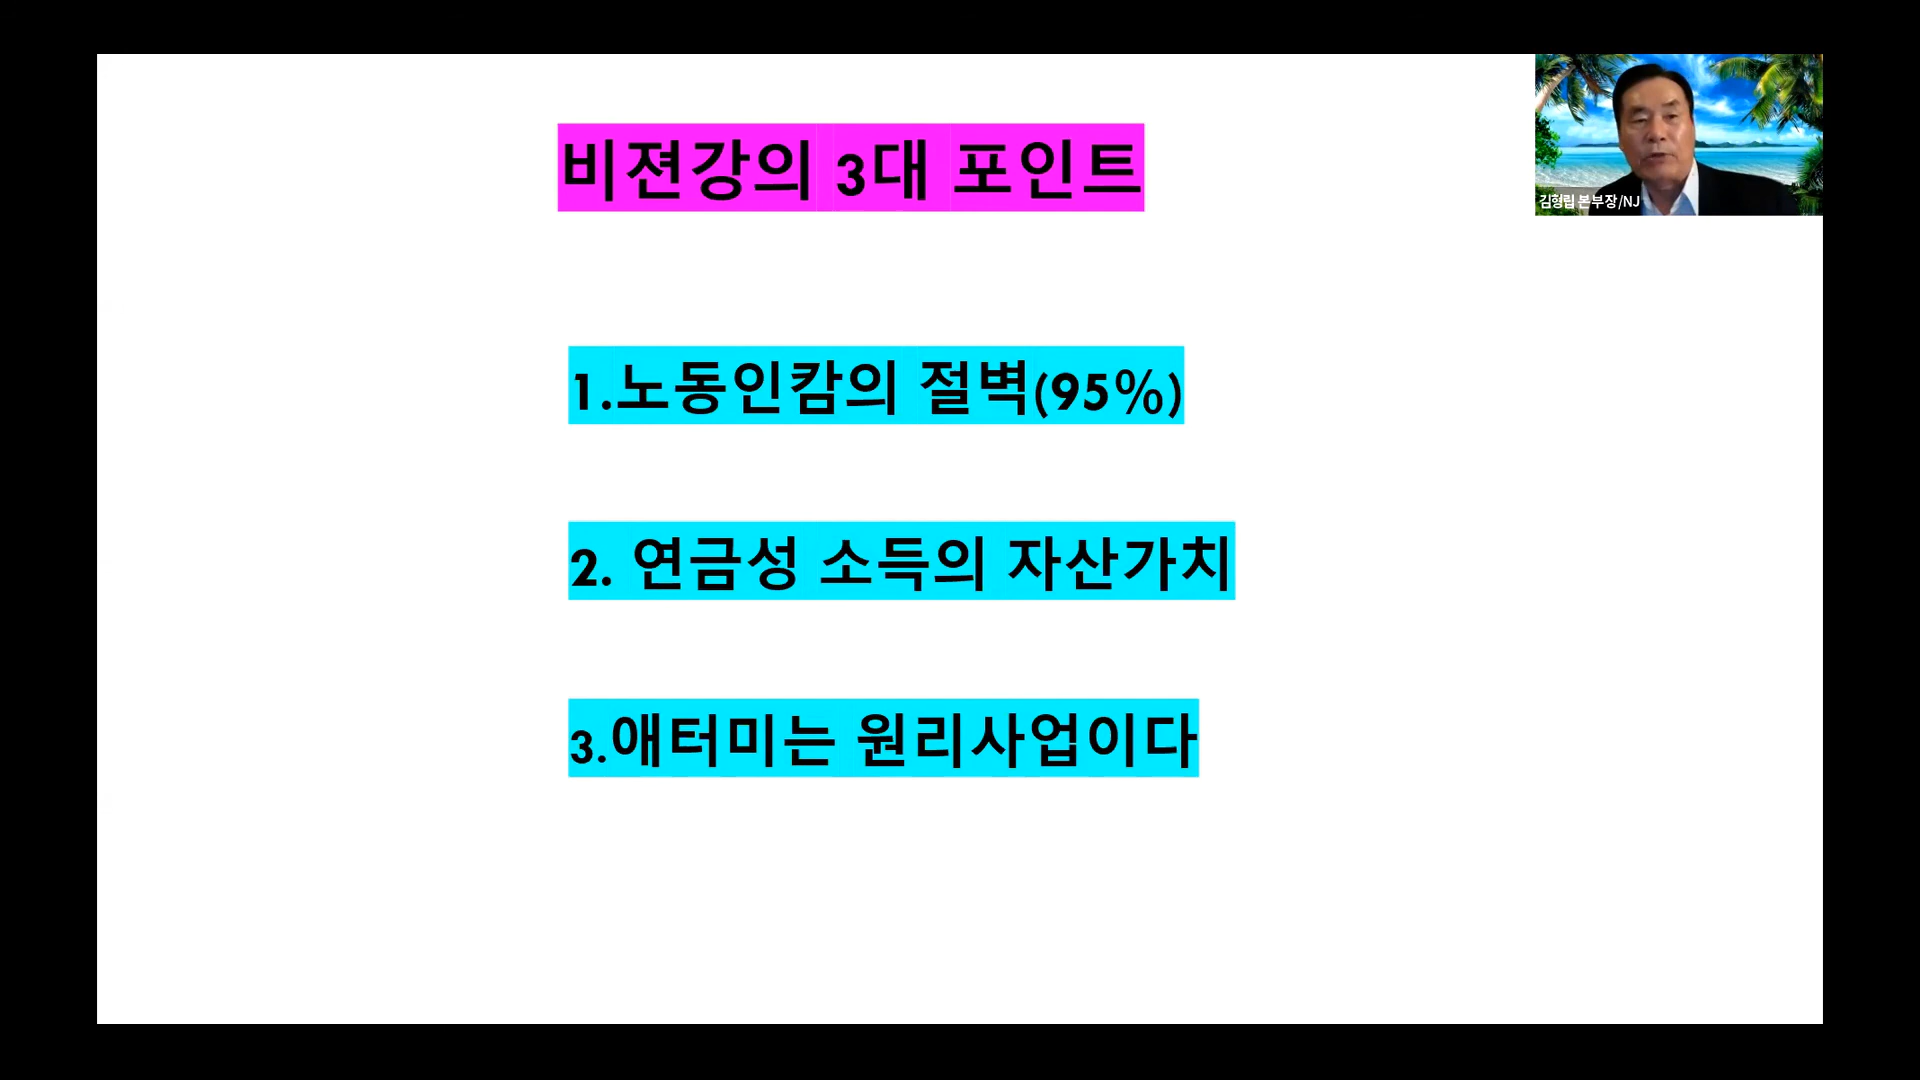 비젼강의 3대 포인트
김형립 본부장/NJ
1.노동인캄의 절벽(95%)
2. 연금성 소득의 자산가치
3.애터미는 원리사업이다